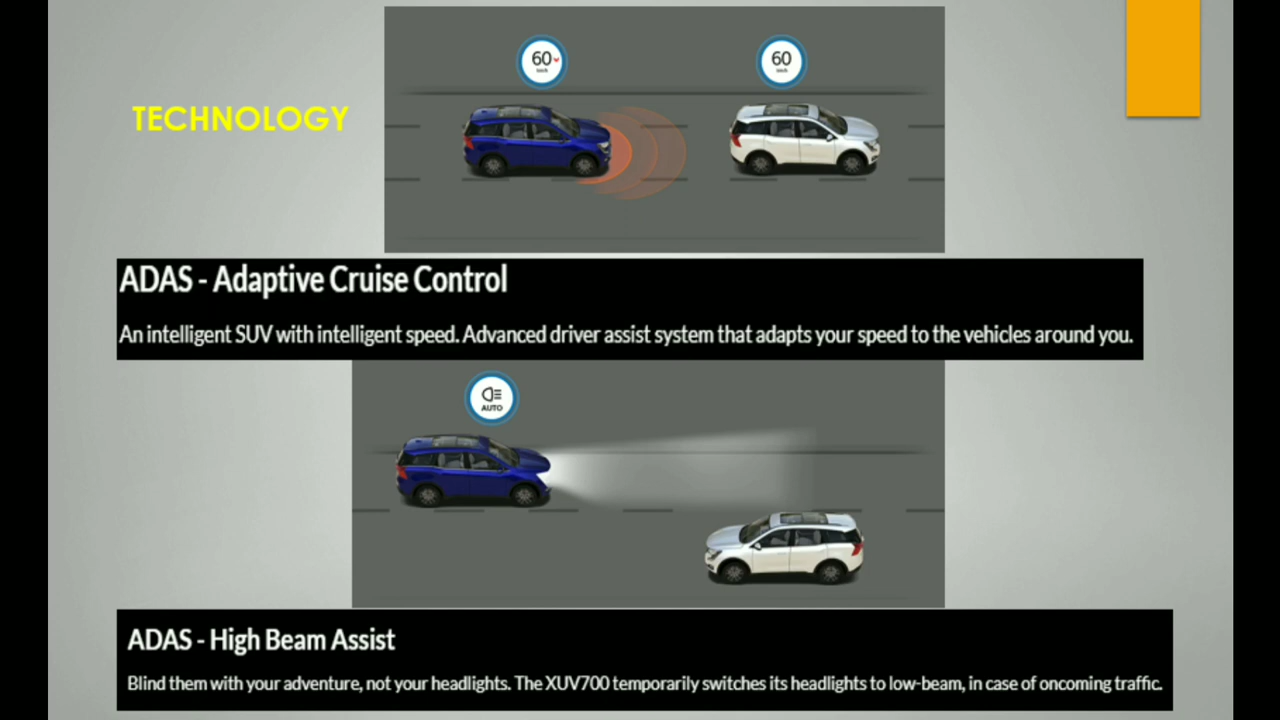 60
km/h
60
km/h
TECHNOLOGY
ADAS - Adaptive Cruise Control
An intelligent SUV with intelligent speed. Advanced driver assist system that adapts your speed to the vehicles around you.
AUTO
ADAS - High Beam Assist
Blind them with your adventure, not your headlights. The XUV700 temporarily switches its headlights to low-beam, in case of oncoming traffic.